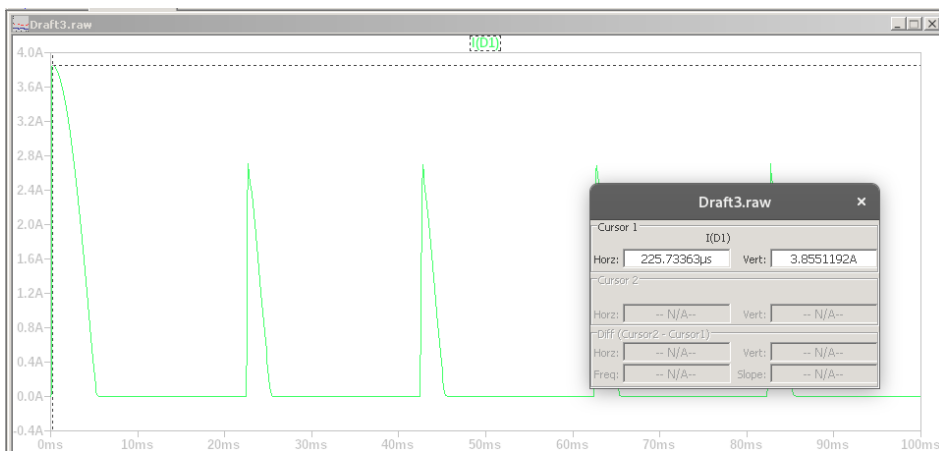 Draft3.raw
I(D1)
4.0A
3.6A
3.2A
2.8A
2.4A
2.0A
1.6A
1.2A
0.8A
0.4A
0.0A
-0.4A
0ms 10ms 20ms 30ms 40ms 50ms 60ms 70ms 80ms 90ms 100ms
Draft3.raw ×
Cursor 1
I(D1)
Horz: 225.73363µs Vert: 3.8551192A
Cursor 2
Horz: -- N/A-- Vert: -- N/A--
Diff (Cursor2 - Cursor1)
Horz: -- N/A-- Vert: -- N/A--
Freq: -- N/A-- Slope: -- N/A--